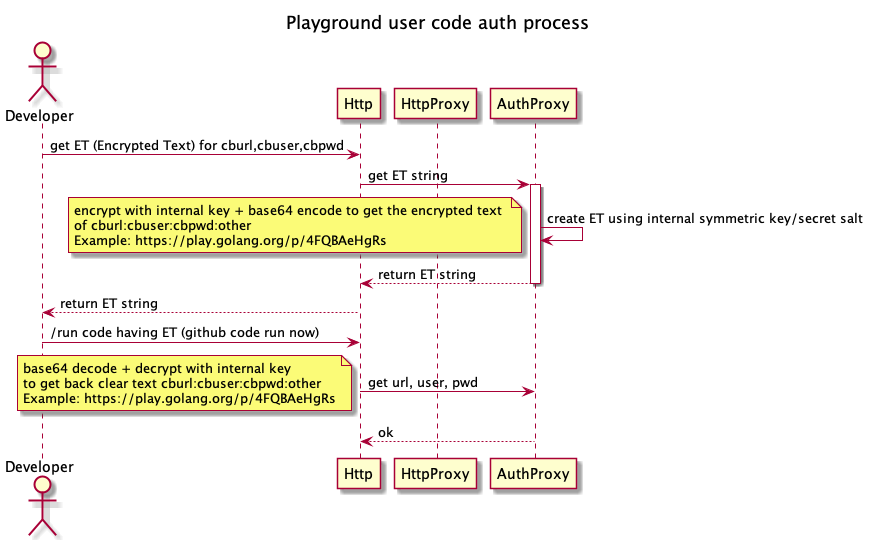 Playground user code auth process
Developer
Http
HttpProxy
AuthProxy
get ET (Encrypted Text) for cburl,cbuser,cbpwd
get ET string
encrypt with internal key + base64 encode to get the encrypted text
of cburl:cbuser:cbpwd:other
Example: https://play.golang.org/p/4FQBAeHgRs
create ET using internal symmetric key/secret salt
return ET string
return ET string
/run code having ET (github code run now)
base64 decode + decrypt with internal key
to get back clear text cburl:cbuser:cbpwd:other
Example: https://play.golang.org/p/4FQBAeHgRs
get url, user, pwd
ok
Developer
Http
HttpProxy
AuthProxy